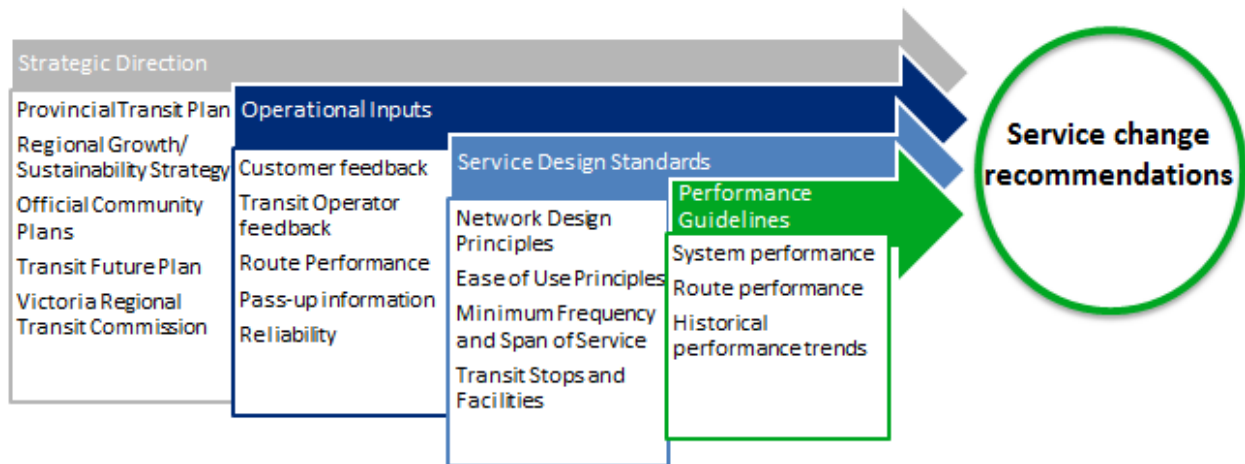 Strategic Direction
Provincial Transit Plan
Regional Growth/
Sustainability Strategy
Official Community
Plans
Transit Future Plan
Victoria Regional
Transit Commission
Operational Inputs
Customer feedback
Transit Operator
feedback
Route Performance
Pass-up information
Reliability
Service Design Standards
Network Design
Principles
Ease of Use Principles
Minimum Frequency
and Span of Service
Transit Stops and
Facilities
Performance
Guidelines
System performance
Route performance
Historical
performance trends
Service change
recommendations